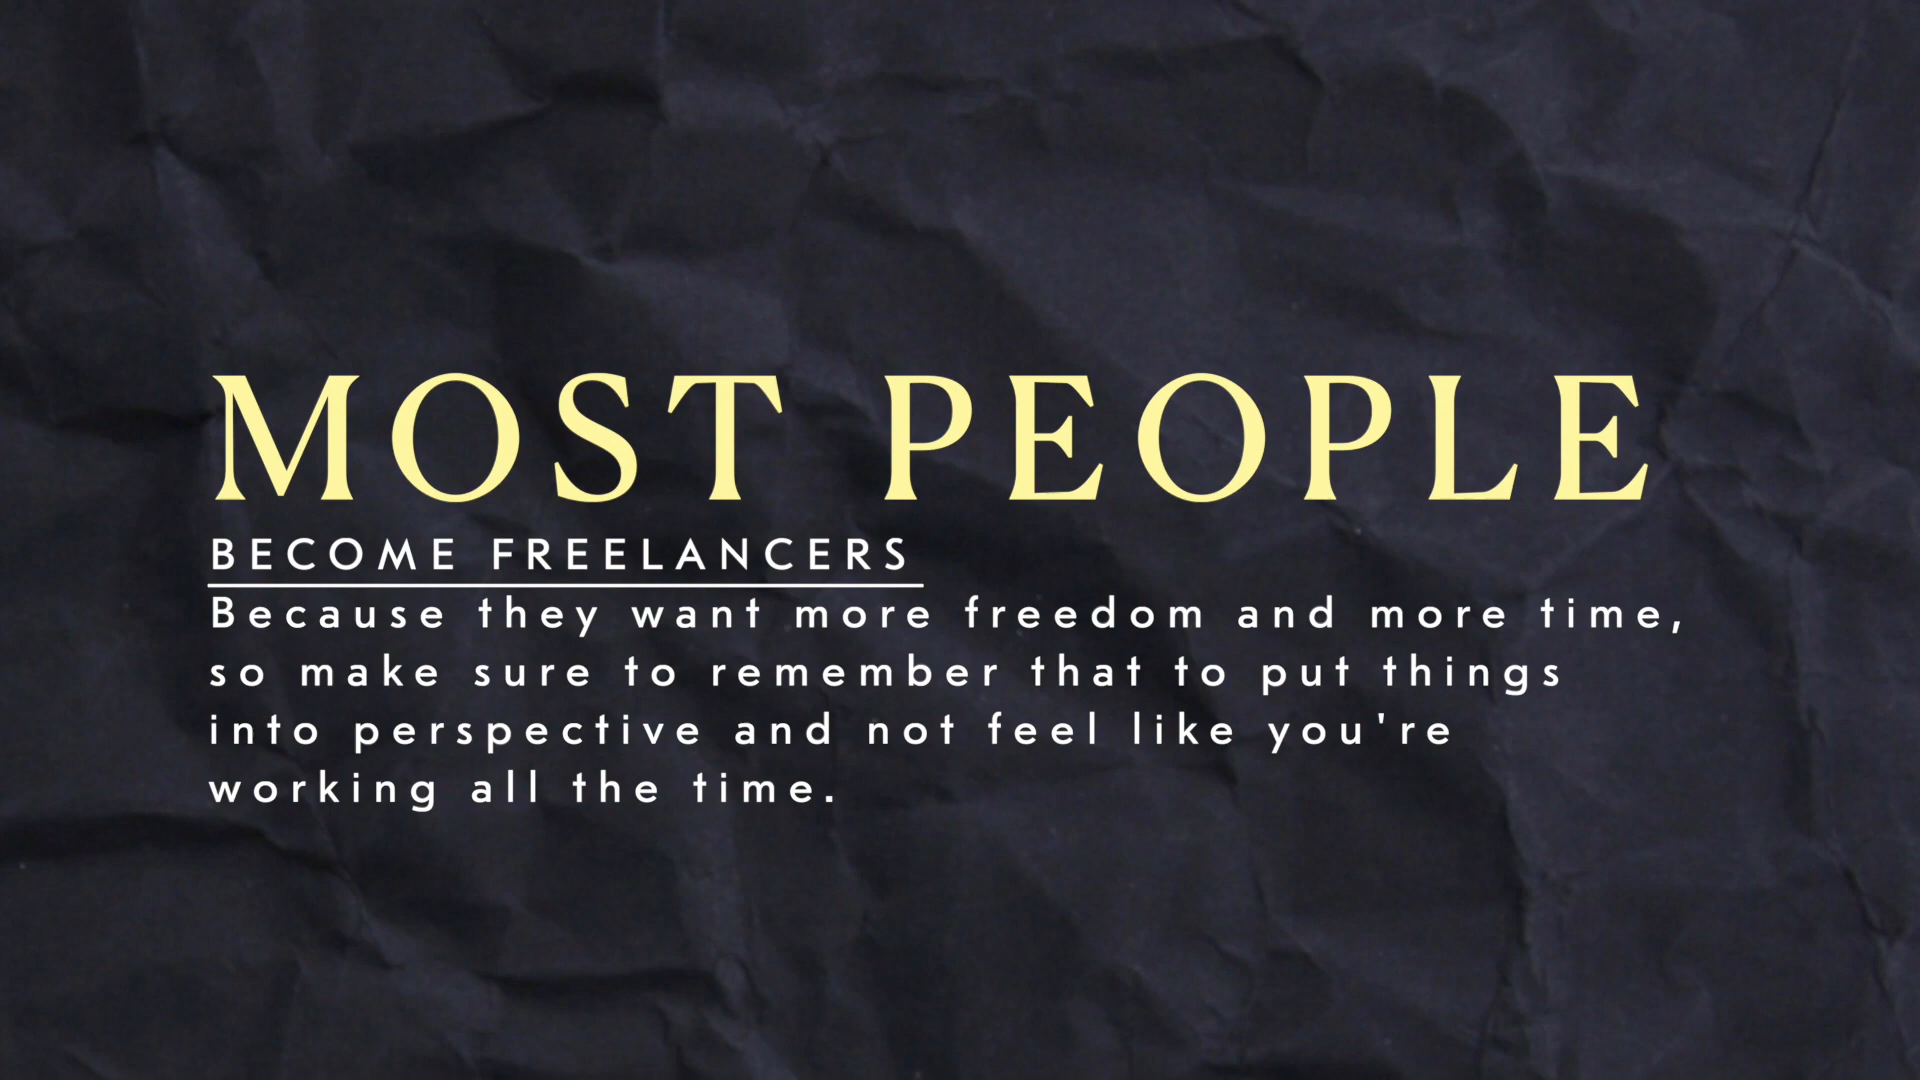 MOST PEOPLE
BECOME FREELANCERS
Because they want more freedom and more time,
so make sure to remember that to put things
into perspective and not feel like you're
working all the time.